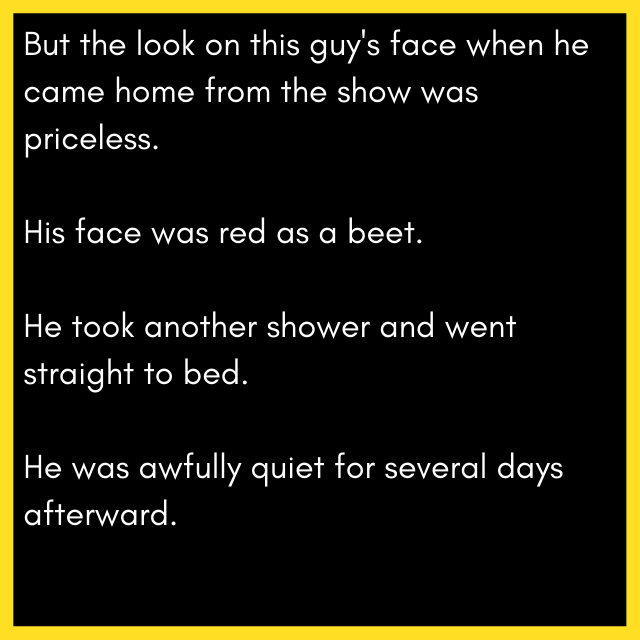 But the look on this guy's face when he
came home from the show was
priceless.
His face was red as a beet.
He took another shower and went
straight to bed.
He was awfully quiet for several days
afterward.